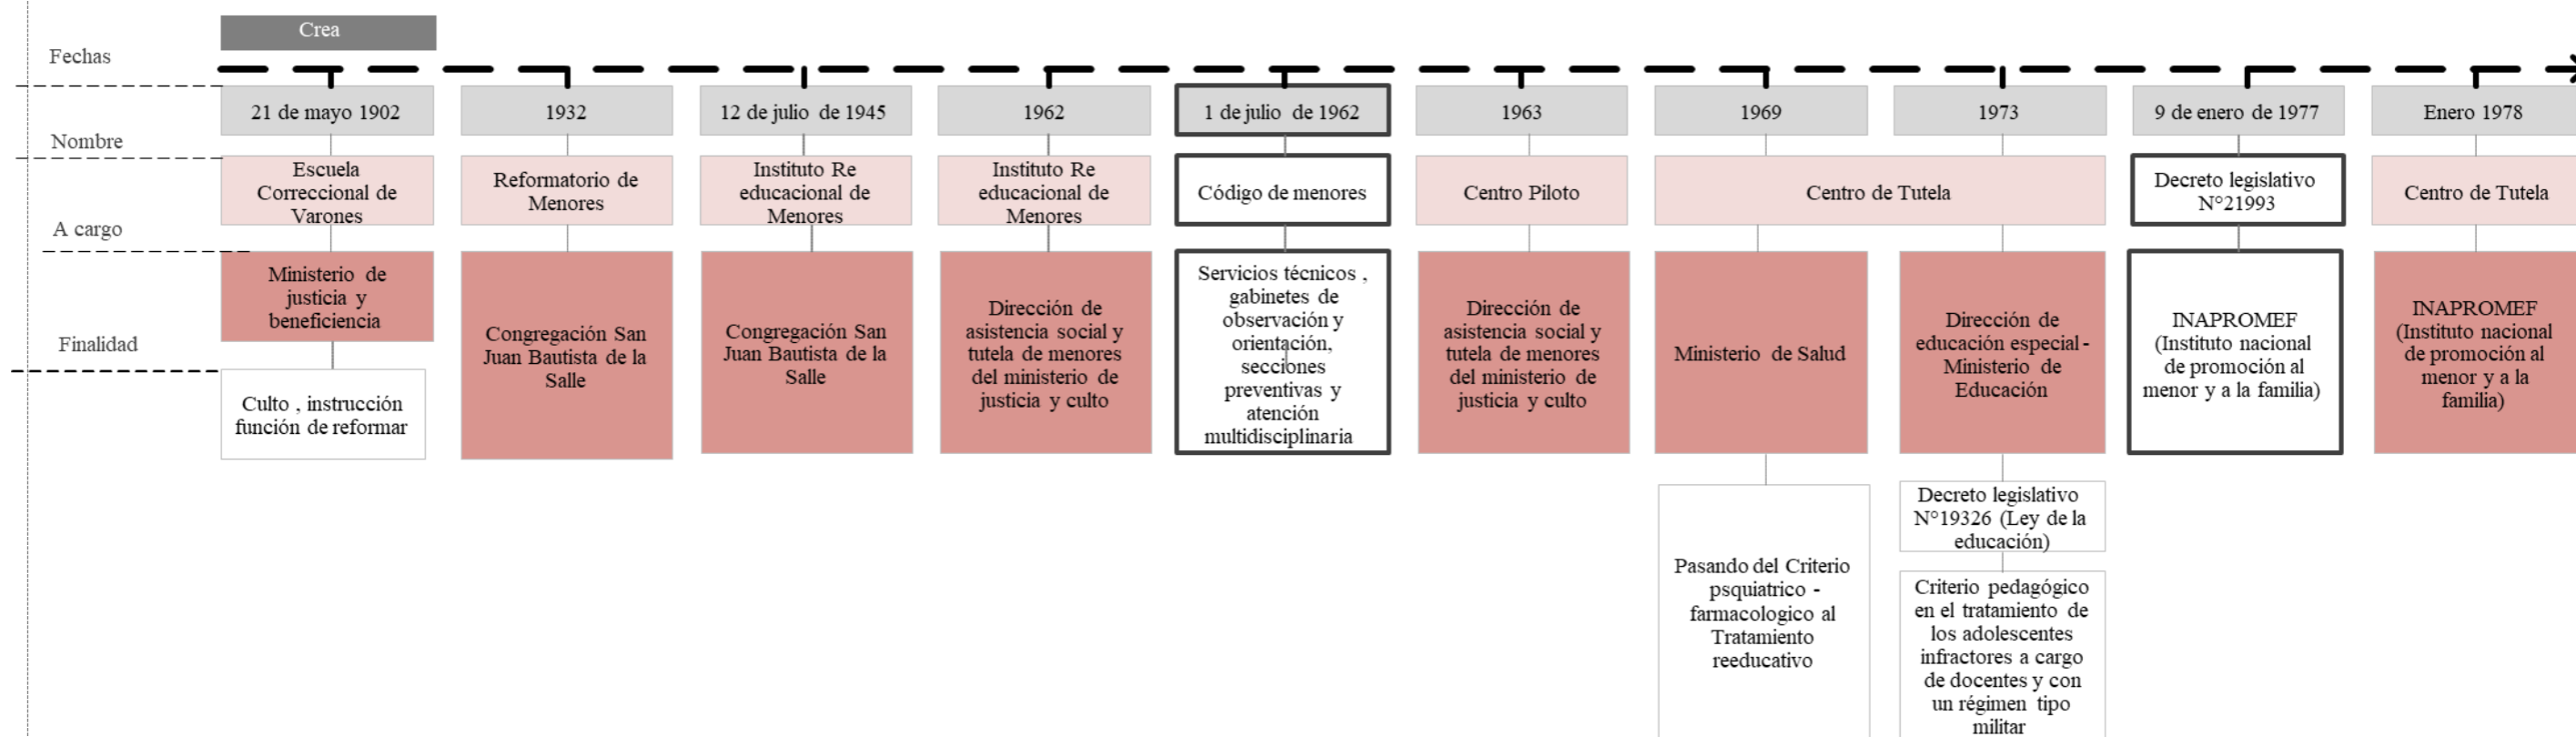 Crea
Fechas
21 de mayo 1902
1932
12 de julio de 1945
1962
1 de julio de 1962
1963
1969
1973
9 de enero de 1977
Enero 1978
Nombre
Escuela
Correccional de
Varones
Reformatorio de
Menores
Instituto Re
educacional de
Menores
Instituto Re
educacional de
Menores
Código de menores
Centro Piloto
Centro de Tutela
Decreto legislativo
N°21993
Centro de Tutela
A cargo
Ministerio de
justicia y
beneficiencia
Congregación San
Juan Bautista de la
Salle
Congregación San
Juan Bautista de la
Salle
Dirección de
asistencia social y
tutela de menores
del ministerio de
justicia y culto
Servicios técnicos ,
gabinetes de
observación y
orientación,
secciones
preventivas y
atención
multidisciplinaria
Dirección de
asistencia social y
tutela de menores
del ministerio de
justicia y culto
Ministerio de Salud
Dirección de
educación especial-
Ministerio de
Educación
INAPROMEF
(Instituto nacional
de promoción al
menor y a la familia)
INAPROMEF
(Instituto nacional
de promoción al
menor y a la
familia)
Finalidad
Culto , instrucción
función de reformar
Pasando del Criterio
psquiatrico -
farmacologico al
Tratamiento
reeducativo
Decreto legislativo
N°19326 (Ley de la
educación)
Criterio pedagógico
en el tratamiento de
los adolescentes
infractores a cargo
de docentes y con
un régimen tipo
militar